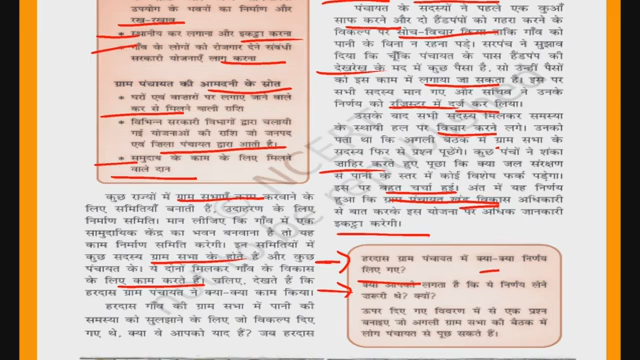 उपयोग के भवनों का निर्माण और
रख-रखाव
* स्थानीय कर लगाना और इकट्ठा करना
* गाँव के लोगों को रोजगार देने संबंधी
सरकारी योजनाएँ लागू करना
ग्राम पंचायत की आमदनी के स्रोत
* घरों एवं बाजारों पर लगाए जाने वाले
कर से मिलने वाली राशि
* विभिन्न सरकारी विभागों द्वारा चलायी
गई योजनाओं की राशि जो जनपद
एवं जिला पंचायत द्वारा आती है।
* समुदाय के काम के लिए मिलने
वाले दान
कुछ राज्यों में ग्राम सभाएँ काम करवाने के
लिए समितियाँ बनाती हैं, उदाहरण के लिए
निर्माण समिति। मान लीजिए कि गाँव में एक
सामुदायिक केंद्र का भवन बनवाना है तो यह
काम निर्माण समिति करेगी। इन समितियों में
कुछ सदस्य ग्राम सभा के होते हैं और कुछ
पंचायत के। ये दोनों मिलकर गाँव के विकास
के लिए काम करते हैं। चलिए, देखते हैं कि
हरदास ग्राम पंचायत ने क्या-क्या काम किया।
हरदास गाँव की ग्राम सभा में पानी की
समस्या को सुलझाने के लिए जो विकल्प दिए
गए थे, क्या वे आपको याद हैं? जब हरदास
पंचायत के सदस्यों ने पहले एक कुआँ
साफ करने और दो हैंडपंपों को गहरा करने के
विकल्प पर सोच-विचार किया ताकि गाँव को
पानी के बिना न रहना पड़े। सरपंच ने सुझाव
दिया कि चूँकि पंचायत के पास हैंडपंप की
देखरेख के मद में कुछ पैसा है, सो उन्हीं पैसों
को इस काम में लगाया जा सकता है। इस पर
सभी सदस्य मान गए और सचिव ने उनके
निर्णय को रजिस्टर में दर्ज कर लिया।
उसके बाद सभी सदस्य मिलकर समस्या
के स्थायी हल पर विचार करने लगे। उनको
पता था कि अगली बैठक में ग्राम सभा के
सदस्य फिर से प्रश्न पूछेंगे। कुछ पंचों ने शंका
जाहिर करते हुए पूछा कि क्या जल संरक्षण
से पानी के स्तर में कोई विशेष फर्क पड़ेगा।
इस पर बहुत चर्चा हुई। अंत में यह निर्णय
हुआ कि ग्राम पंचायत खंड विकास अधिकारी
से बात करके इस योजना पर अधिक जानकारी
इकट्ठा करेगी।
हरदास ग्राम पंचायत में क्या-क्या निर्णय
लिए गए?
क्या आपको लगता है कि ये निर्णय लेने
जरूरी थे? क्यों?
ऊपर दिए गए विवरण में से एक प्रश्न
बनाइए जो अगली ग्राम सभा की बैठक में
लोग पंचायत से पूछ सकते हैं।